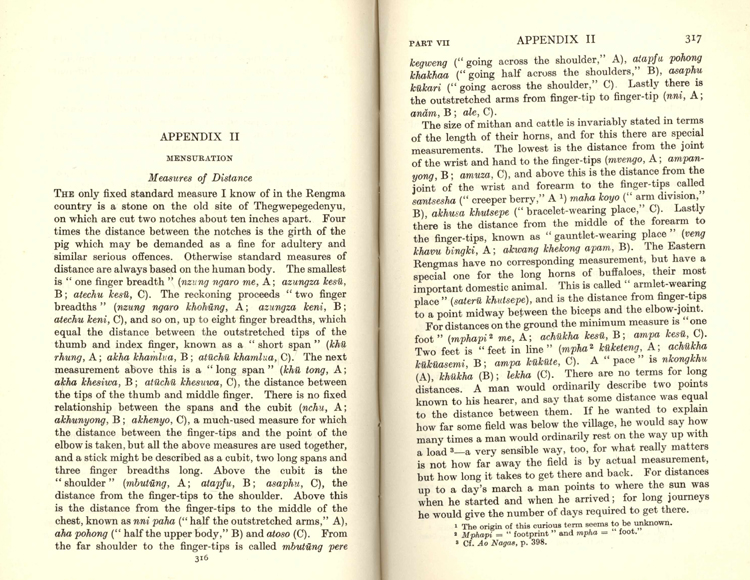 APPENDIX II
MENSURATION
Measures of Distance
THE only fixed standard measure I know of in the Rengma
country is a stone on the old site of Thegwepegedenyu,
on which are cut two notches about ten inches apart. Four
times the distance between the notches is the girth of the
pig which may be demanded as a fine for adultery and
similar serious offences. Otherwise standard measures of
distance are always based on the human body. The smallest
is “ one finger breadth ” (nzung ngaro me, A; azungza kesü,
B; atechu kesü, C). The reckoning proceeds “ two finger
breadths ” (nzung ngaro khohüng, A; azungza keni, B;
atechu keni, C), and so on, up to eight finger breadths, which
equal the distance between the outstretched tips of the
thumb and index finger, known as a “ short span ” (khü
rhung, A; akha khamlua, B; atüchü khamlua, C). The next
measurement above this is a “ long span ” (khü tong, A;
akha khesiwa, B; atüchü khesuwa, C), the distance between
the tips of the thumb and middle finger. There is no fixed
relationship between the spans and the cubit (nchu, A;
akhunyong, B; akhenyo, C), a much-used measure for which
the distance between the finger-tips and the point of the
elbow is taken, but all the above measures are used together,
and a stick might be described as a cubit, two long spans and
three finger breadths long. Above the cubit is the
“ shoulder ” (mbutüng, A; atapfu, B; asaphu, C), the
distance from the finger-tips to the shoulder. Above this
is the distance from the finger-tips to the middle of the
chest, known as nni paha (“ half the outstretched arms,” A),
aha pohong (“ half the upper body,” B) and atoso (C). From
the far shoulder to the finger-tips is called mbutüng pere
316
PART VII APPENDIX II 317
kegweng (“ going across the shoulder,” A), atapfu pohong
khakhaa (“ going half across the shoulders,” B), asaphu
kükari (“ going across the shoulder,” C). Lastly there is
the outstretched arms from finger-tip to finger-tip (nni, A;
anäm, B; ale, C).
The size of mithan and cattle is invariably stated in terms
of the length of their horns, and for this there are special
measurements. The lowest is the distance from the joint
of the wrist and hand to the finger-tips (mvengo, A; ampan-
yong, B; amuza, C), and above this is the distance from the
joint of the wrist and forearm to the finger-tips called
santsesha (“ creeper berry,” A ¹) maha koyo (“ arm division,”
B), akhusa khutsepe (“ bracelet-wearing place,” C). Lastly
there is the distance from the middle of the forearm to
the finger-tips, known as “ gauntlet-wearing place ” (veng
khavu bingki, A; akwang khekong apam, B). The Eastern
Rengmas have no corresponding measurement, but have a
special one for the long horns of buffaloes, their most
important domestic animal. This is called “ armlet-wearing
place ” (saterü khutsepe), and is the distance from finger-tips
to a point midway between the biceps and the elbow-joint.
For distances on the ground the minimum measure is “ one
foot ” (mphapi ² me, A; achükha kesü, B; ampa kesü, C).
Two feet is “ feet in line ” (mpha ² küketeng, A; achükha
kükūasemi, B; ampa kükūte, C). A “ pace ” is nkongkhu
(A), khükha (B); lekha (C). There are no terms for long
distances. A man would ordinarily describe two points
known to his hearer, and say that some distance was equal
to the distance between them. If he wanted to explain
how far some field was below the village, he would say how
many times a man would ordinarily rest on the way up with
a load ³—a very sensible way, too, for what really matters
is not how far away the field is by actual measurement,
but how long it takes to get there and back. For distances
up to a day's march a man points to where the sun was
when he started and when he arrived; for long journeys
he would give the number of days required to get there.
¹ The origin of this curious term seems to be unknown.
² Mphapi = “ footprint ” and mpha = “ foot.”
³ Cf. Ao Nagas, p. 398.